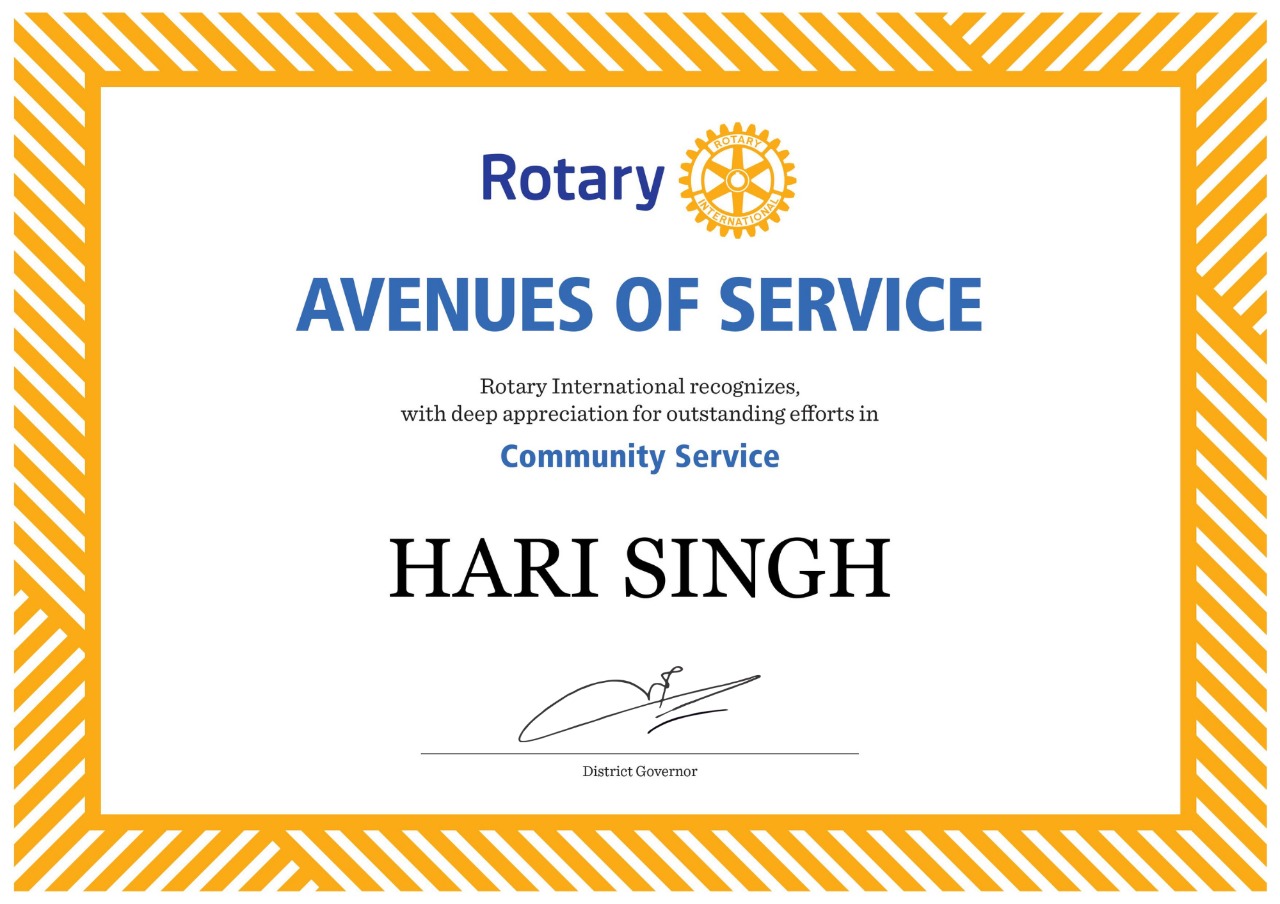 Rotary
ROTARY
INTERNATIONAL
AVENUES OF SERVICE
Rotary International recognizes,
with deep appreciation for outstanding efforts in
Community Service
HARI SINGH
District Governor